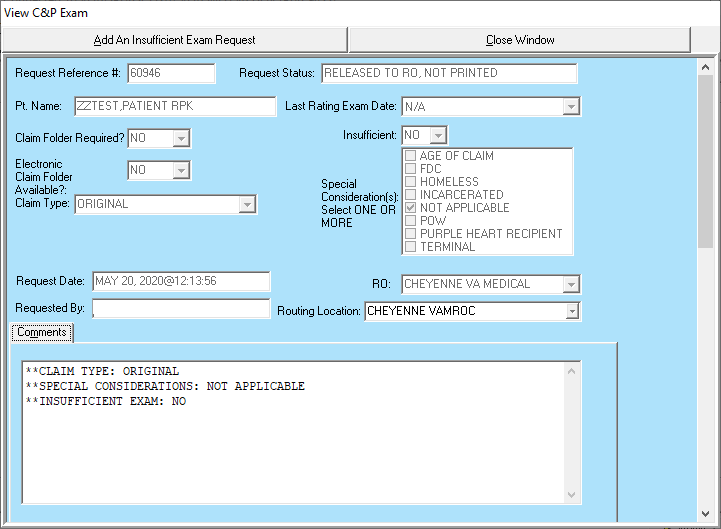 View C&P Exam
Add An Insufficient Exam Request
Close Window
Request Reference #: 60946
Request Status: RELEASED TO RO, NOT PRINTED
Pt. Name: ZZTEST,PATIENT RPK
Last Rating Exam Date: N/A
Claim Folder Required? NO
Insufficient: NO
Electronic
Claim Folder
Available?: NO
Claim Type: ORIGINAL
Special
Consideration(s):
Select ONE OR
MORE
AGE OF CLAIM
FDC
HOMELESS
INCARCERATED
NOT APPLICABLE
POW
PURPLE HEART RECIPIENT
TERMINAL
Request Date: MAY 20, 2020@12:13:56
RO: CHEYENNE VA MEDICAL
Requested By:
Routing Location: CHEYENNE VAMROC
Comments
**CLAIM TYPE: ORIGINAL
**SPECIAL CONSIDERATIONS: NOT APPLICABLE
**INSUFFICIENT EXAM: NO